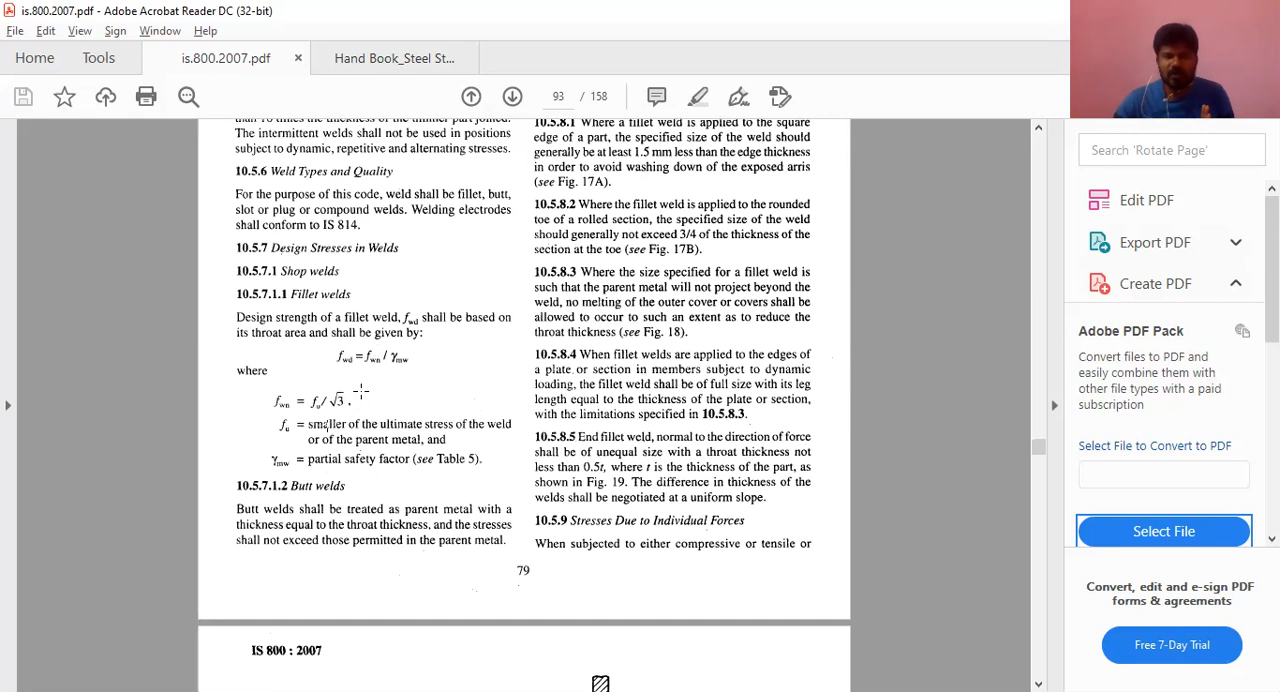 is.800.2007.pdf - Adobe Acrobat Reader DC (32-bit)
File Edit View Sign Window Help
Home Tools is.800.2007.pdf × Hand Book_Steel St...
93 / 158
than 16 times the thickness of the thinner part joined.
The intermittent welds shall not be used in positions
subject to dynamic, repetitive and alternating stresses.
10.5.6 Weld Types and Quality
For the purpose of this code, weld shall be fillet, butt,
slot or plug or compound welds. Welding electrodes
shall conform to IS 814.
10.5.7 Design Stresses in Welds
10.5.7.1 Shop welds
10.5.7.1.1 Fillet welds
Design strength of a fillet weld, fwd shall be based on
its throat area and shall be given by:
fwd = fwn / γmw
where
fwn = fu / √3 ,
fu = smaller of the ultimate stress of the weld
or of the parent metal, and
γmw = partial safety factor (see Table 5).
10.5.7.1.2 Butt welds
Butt welds shall be treated as parent metal with a
thickness equal to the throat thickness, and the stresses
shall not exceed those permitted in the parent metal.
10.5.8.1 Where a fillet weld is applied to the square
edge of a part, the specified size of the weld should
generally be at least 1.5 mm less than the edge thickness
in order to avoid washing down of the exposed arris
(see Fig. 17A).
10.5.8.2 Where the fillet weld is applied to the rounded
toe of a rolled section, the specified size of the weld
should generally not exceed 3/4 of the thickness of the
section at the toe (see Fig. 17B).
10.5.8.3 Where the size specified for a fillet weld is
such that the parent metal will not project beyond the
weld, no melting of the outer cover or covers shall be
allowed to occur to such an extent as to reduce the
throat thickness (see Fig. 18).
10.5.8.4 When fillet welds are applied to the edges of
a plate or section in members subject to dynamic
loading, the fillet weld shall be of full size with its leg
length equal to the thickness of the plate or section,
with the limitations specified in 10.5.8.3.
10.5.8.5 End fillet weld, normal to the direction of force
shall be of unequal size with a throat thickness not
less than 0.5t, where t is the thickness of the part, as
shown in Fig. 19. The difference in thickness of the
welds shall be negotiated at a uniform slope.
10.5.9 Stresses Due to Individual Forces
When subjected to either compressive or tensile or
79
IS 800 : 2007
Search 'Rotate Page'
Edit PDF
Export PDF
Create PDF
Adobe PDF Pack
Convert files to PDF and
easily combine them with
other file types with a paid
subscription
Select File to Convert to PDF
Select File
Convert, edit and e-sign PDF
forms & agreements
Free 7-Day Trial